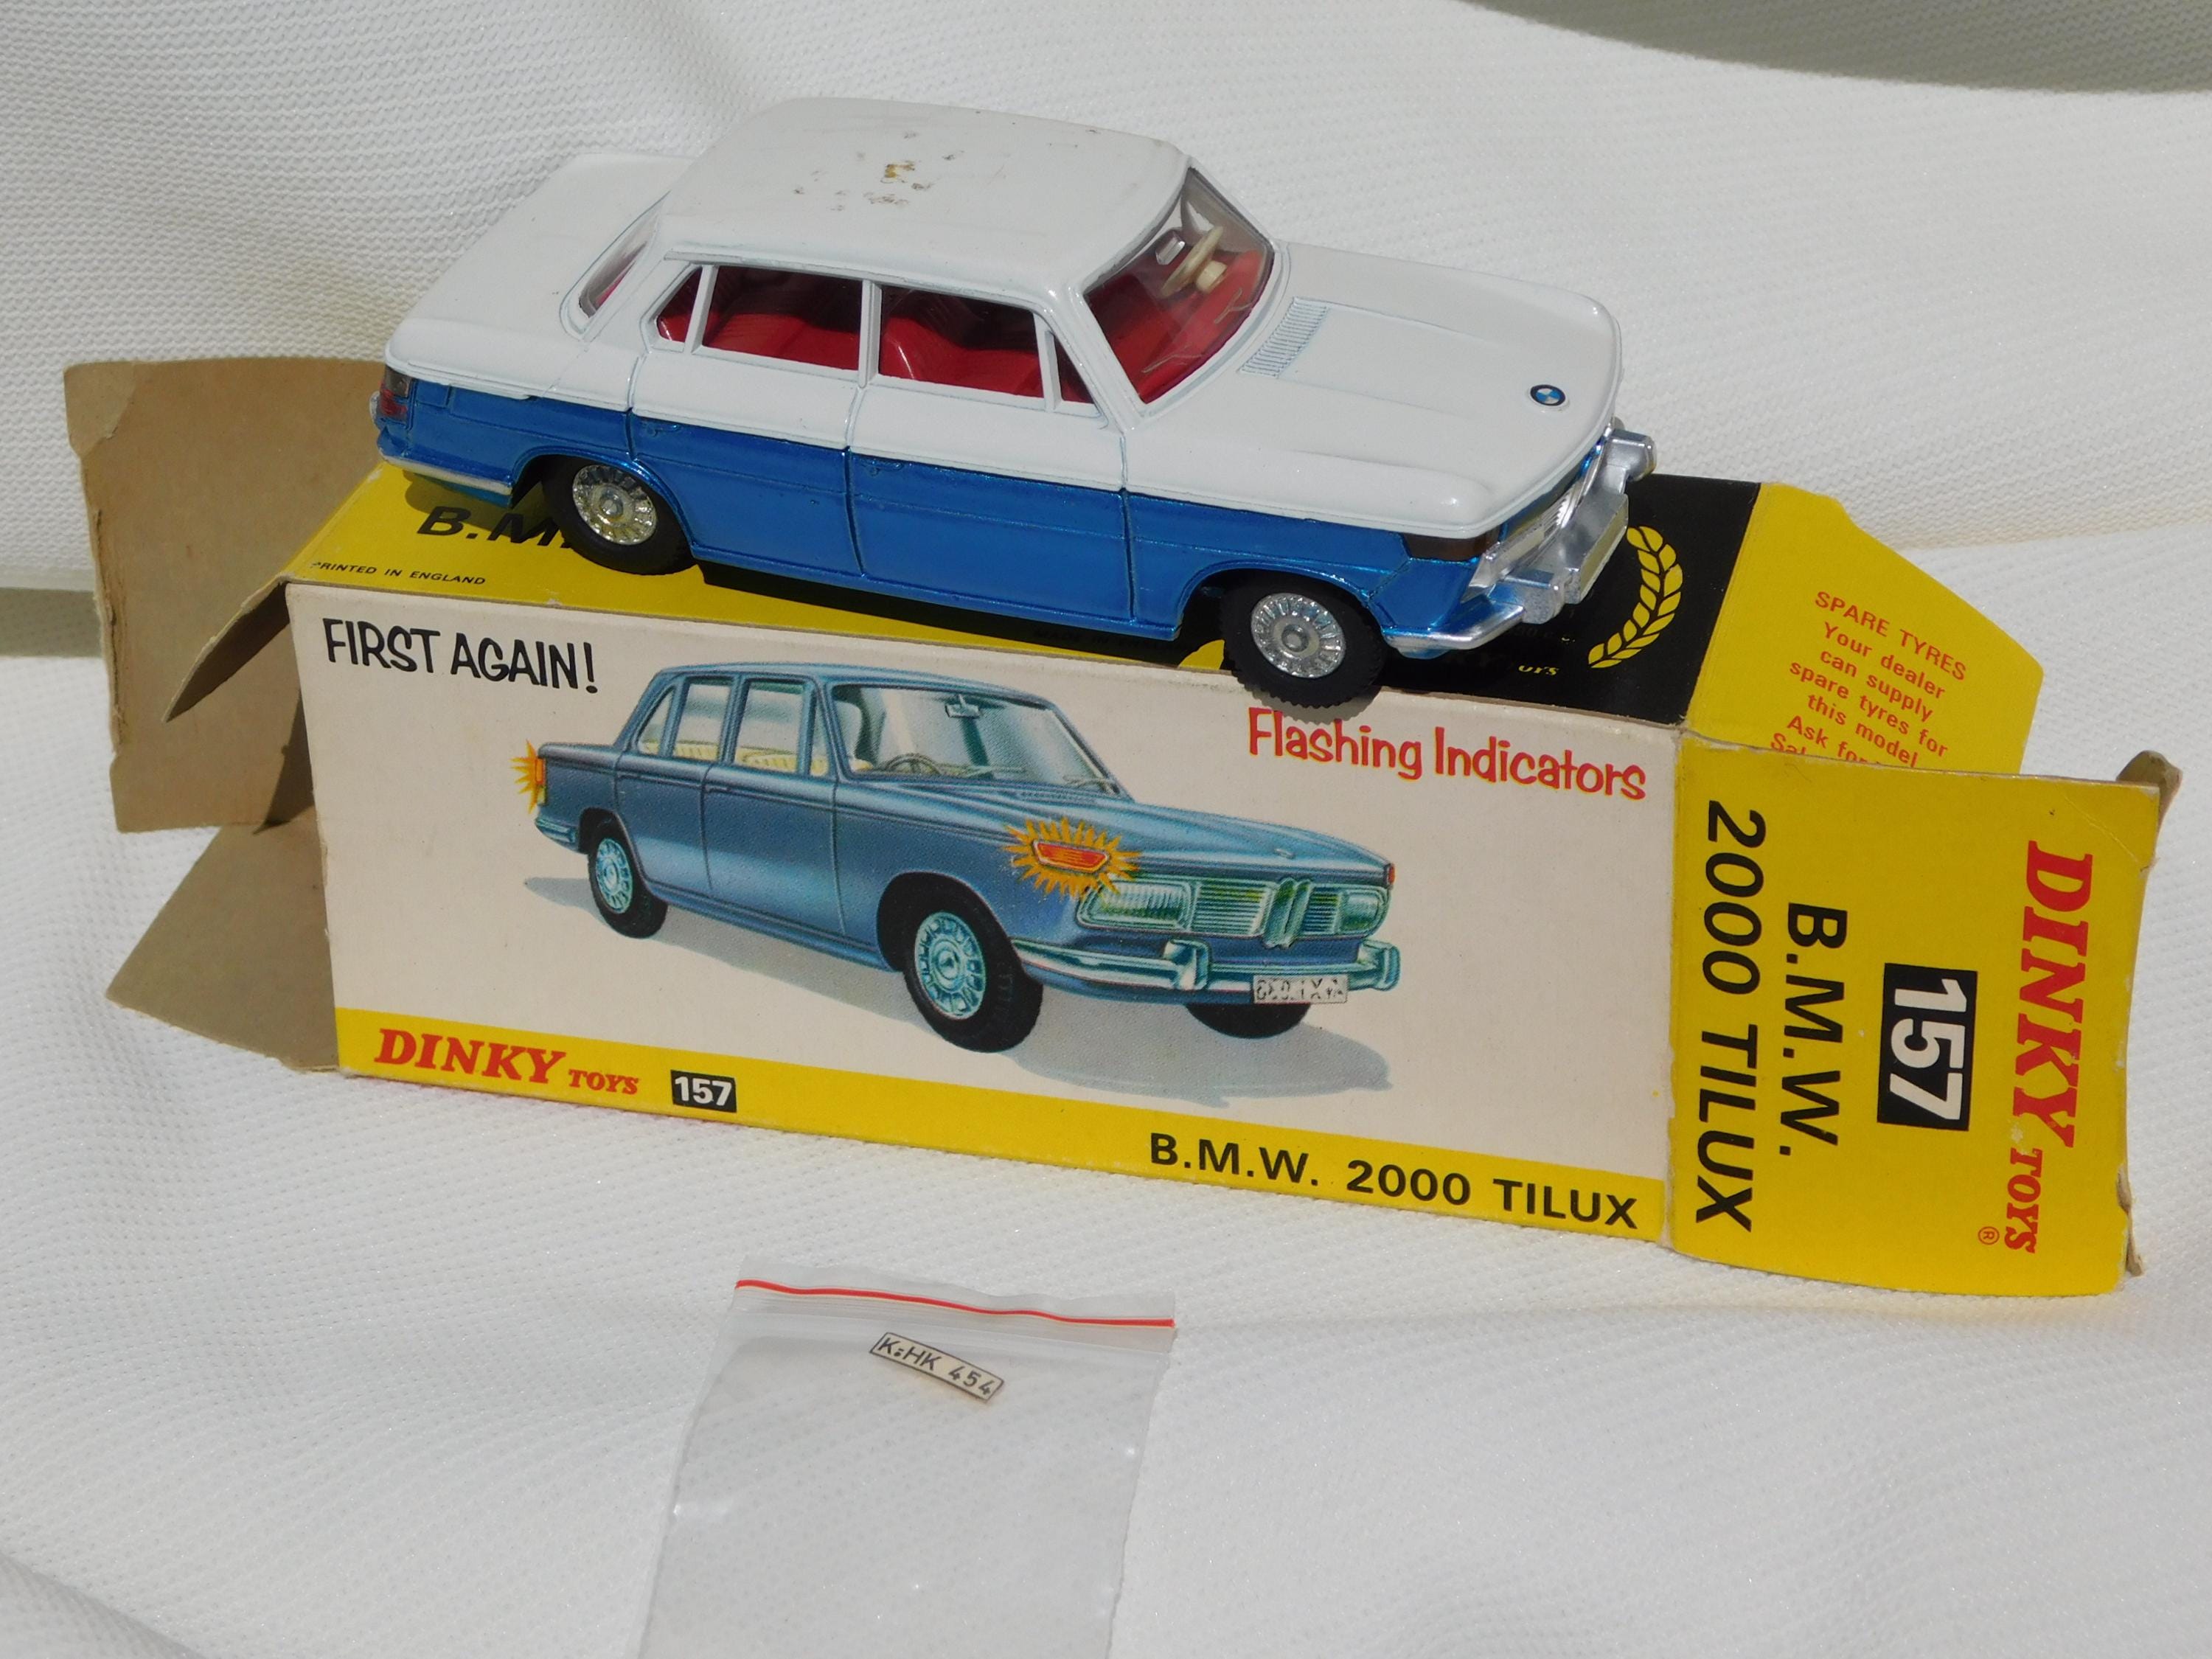 B.M.
PRINTED IN ENGLAND
FIRST AGAIN!
Flashing Indicators
DINKY TOYS 157
B.M.W. 2000 TILUX
SPARE TYRES
Your dealer
can supply
spare tyres for
this model
Ask for
DINKY TOYS®
157
B.M.W.
2000 TILUX
K:HK 454